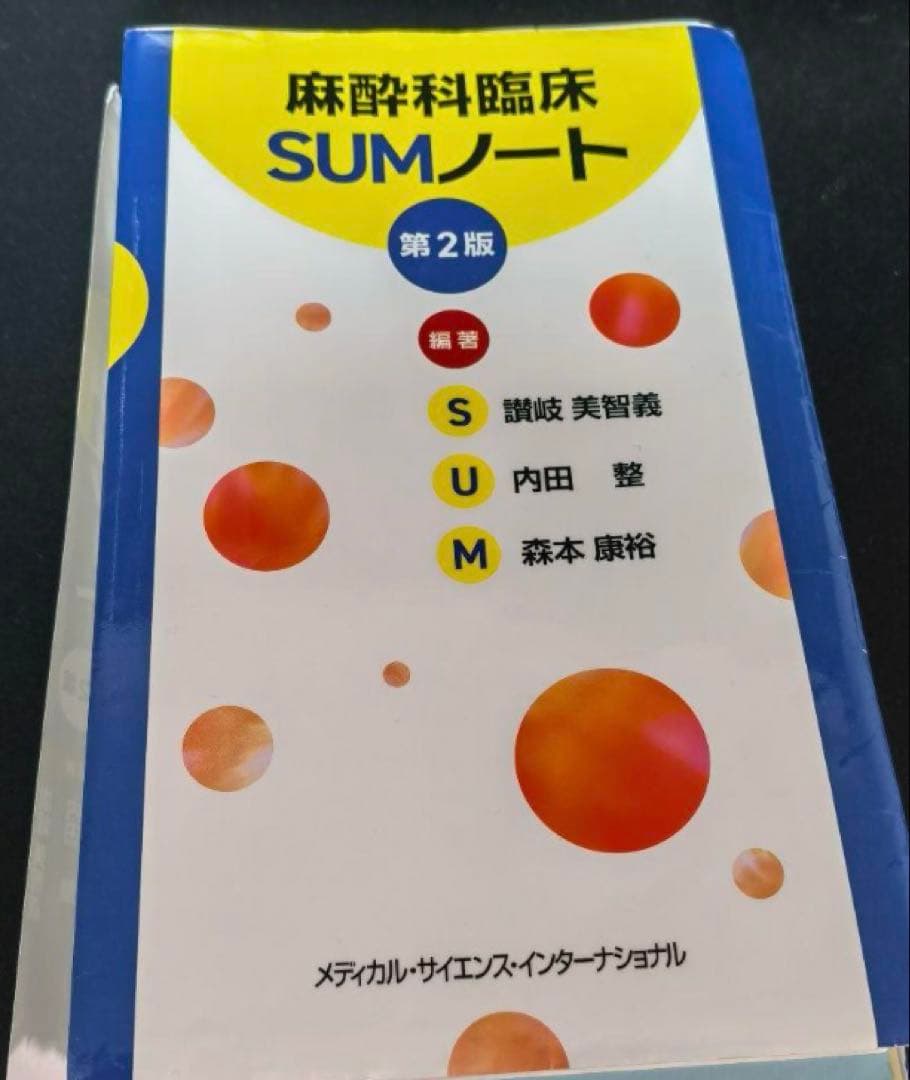 麻酔科臨床
SUMノート
第2版
編著
S 讃岐 美智義
U 内田 整
M 森本 康裕
メディカル・サイエンス・インターナショナル